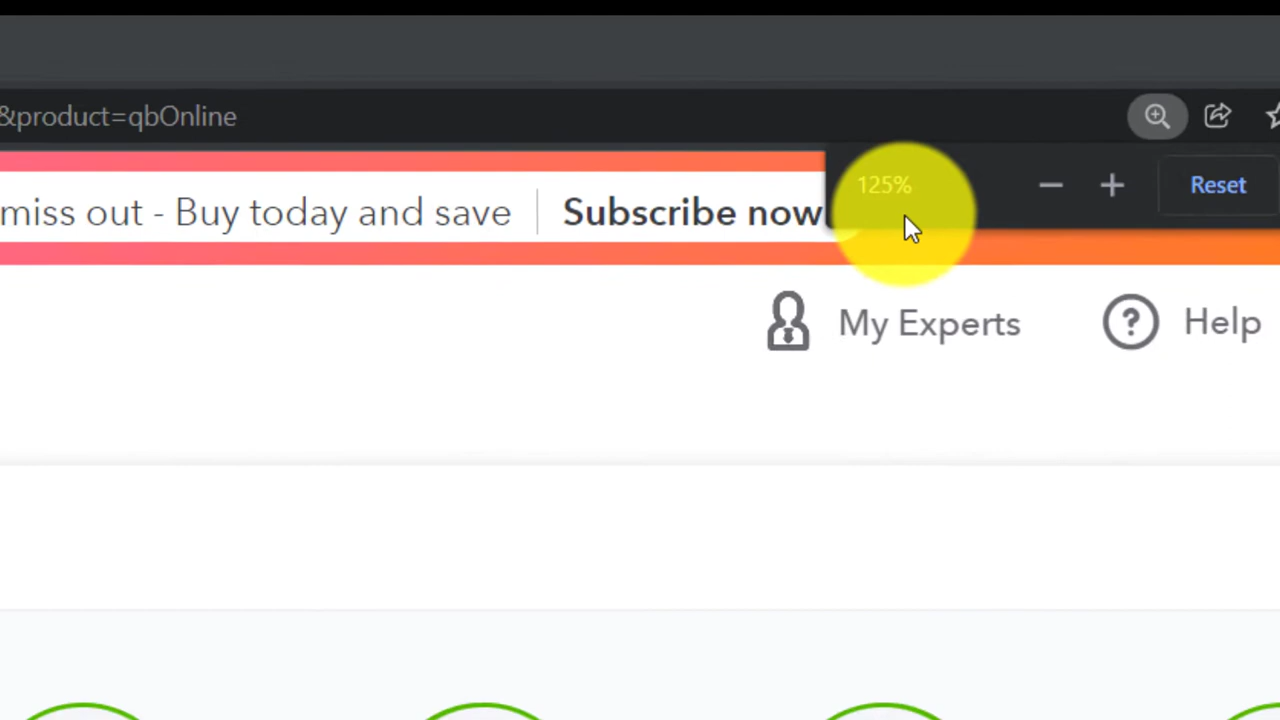 &product=qbOnline
125%
Reset
miss out - Buy today and save
Subscribe now
My Experts
Help